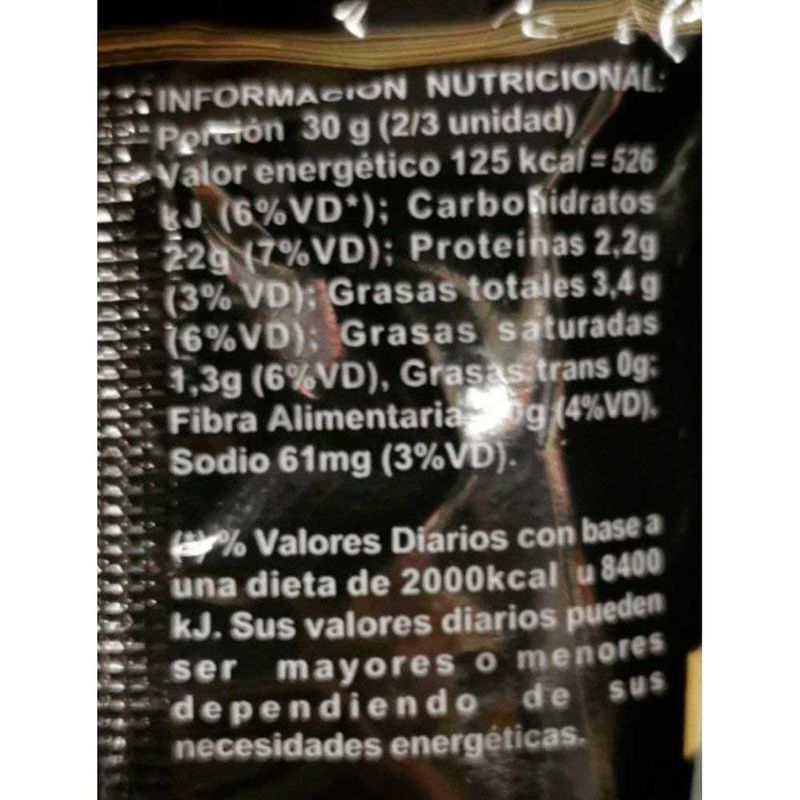 INFORMACION NUTRICIONAL:
Porción 30 g (2/3 unidad)
Valor energético 125 kcal = 526
kJ (6%VD*); Carbohidratos
22g (7%VD); Proteínas 2,2g
(3% VD); Grasas totales 3,4 g
(6%VD); Grasas saturadas
1,3g (6%VD), Grasas trans 0g;
Fibra Alimentaria g (4%VD),
Sodio 61mg (3%VD).
(*) % Valores Diarios con base a
una dieta de 2000kcal u 8400
kJ. Sus valores diarios pueden
ser mayores o menores
dependiendo de sus
necesidades energéticas.